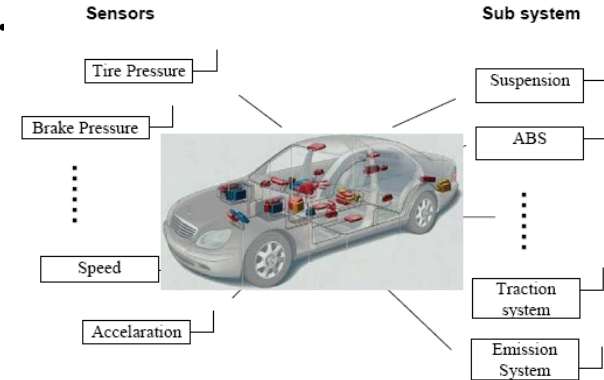 Sensors
Sub system
Tire Pressure
Suspension
Brake Pressure
ABS
Speed
Traction
system
Accelaration
Emission
System